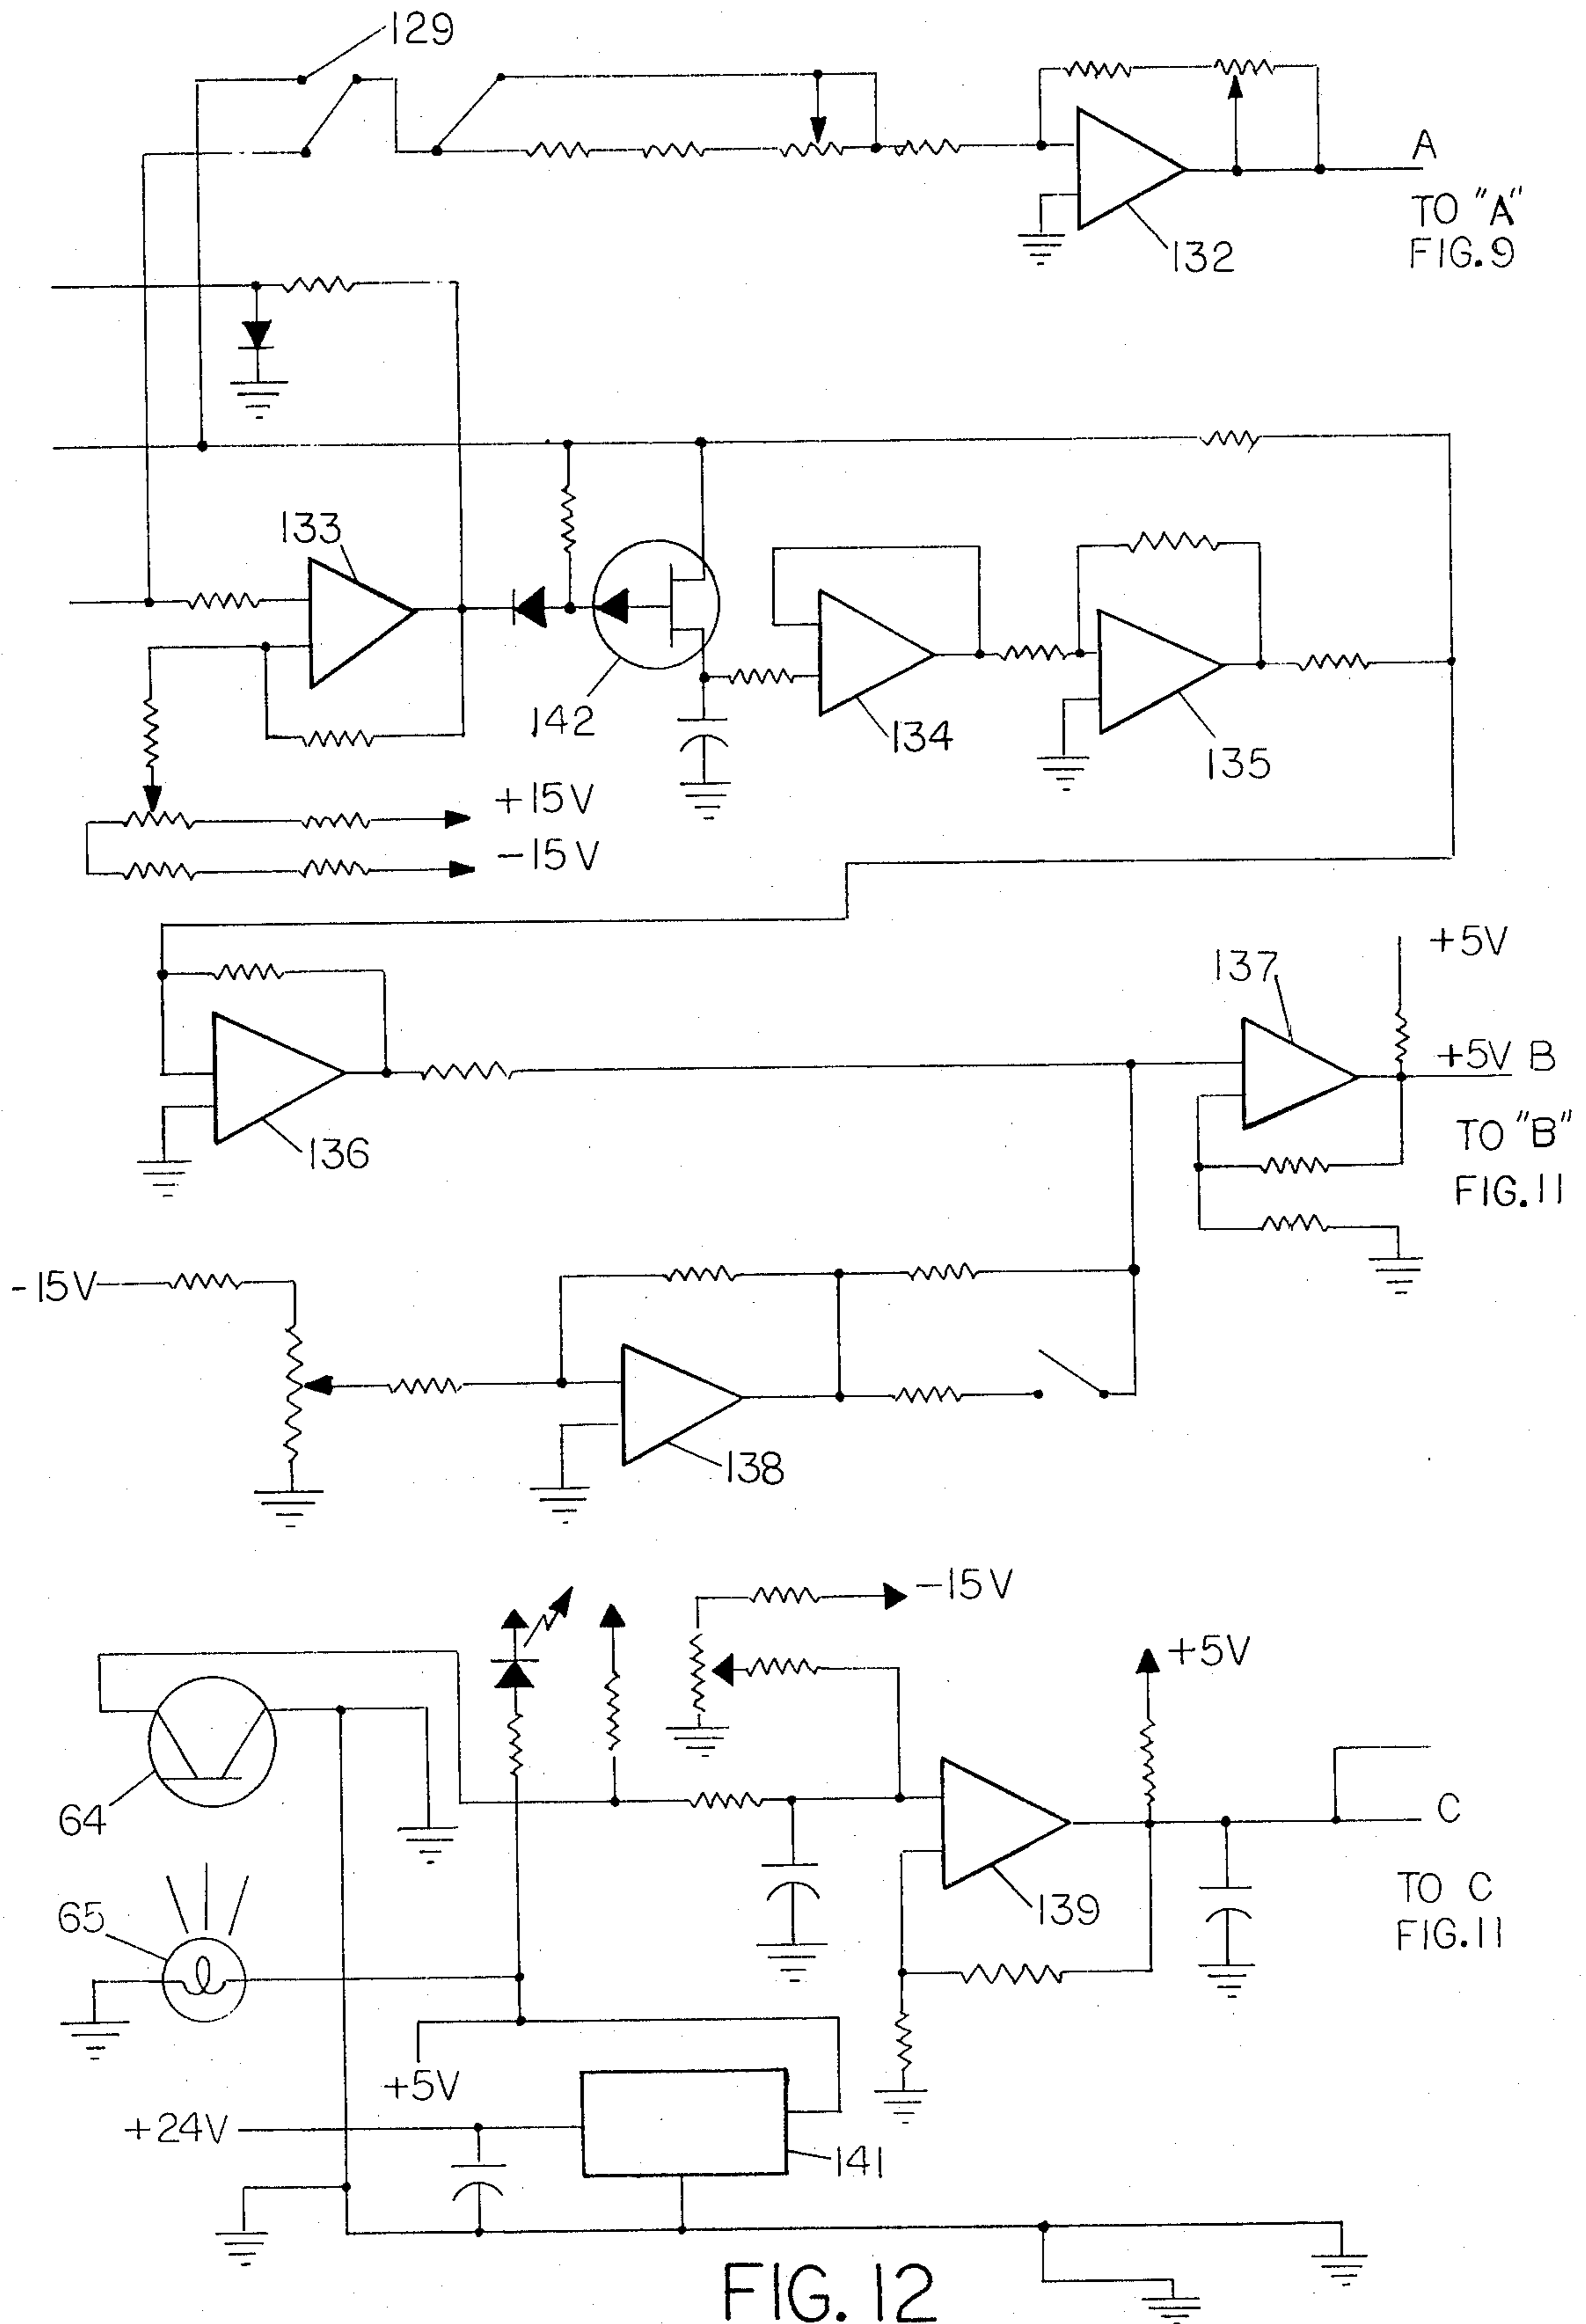 129
A
TO "A"
FIG. 9
132
133
142
134
135
+15V
-15V
137
+5V
+5V B
TO "B"
FIG. 11
136
-15V
138
-15V
+5V
64
C
TO C
FIG. 11
65
139
+5V
+24V
141
FIG. 12